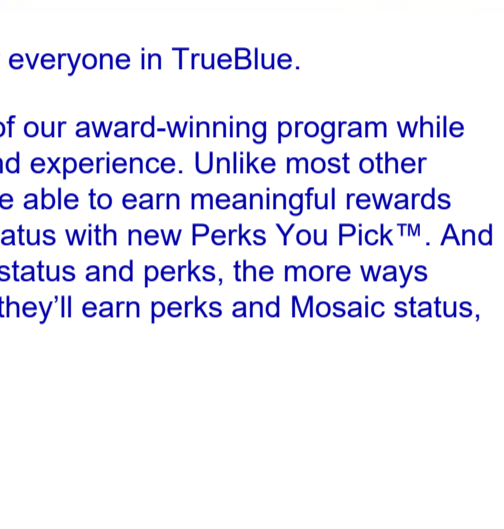 everyone in TrueBlue.
of our award-winning program while
experience. Unlike most other
able to earn meaningful rewards
with new Perks You Pick™. And
status and perks, the more ways
they’ll earn perks and Mosaic status,